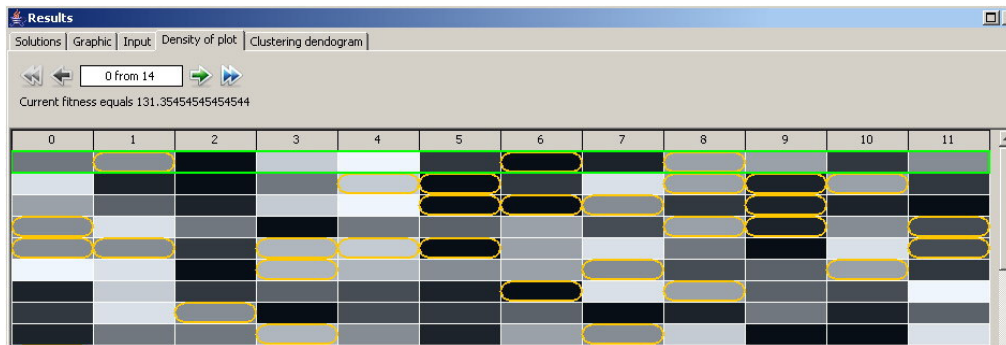 Results
Solutions Graphic Input Density of plot Clustering dendogram
0 from 14
Current fitness equals 131.35454545454544
0 1 2 3 4 5 6 7 8 9 10 11